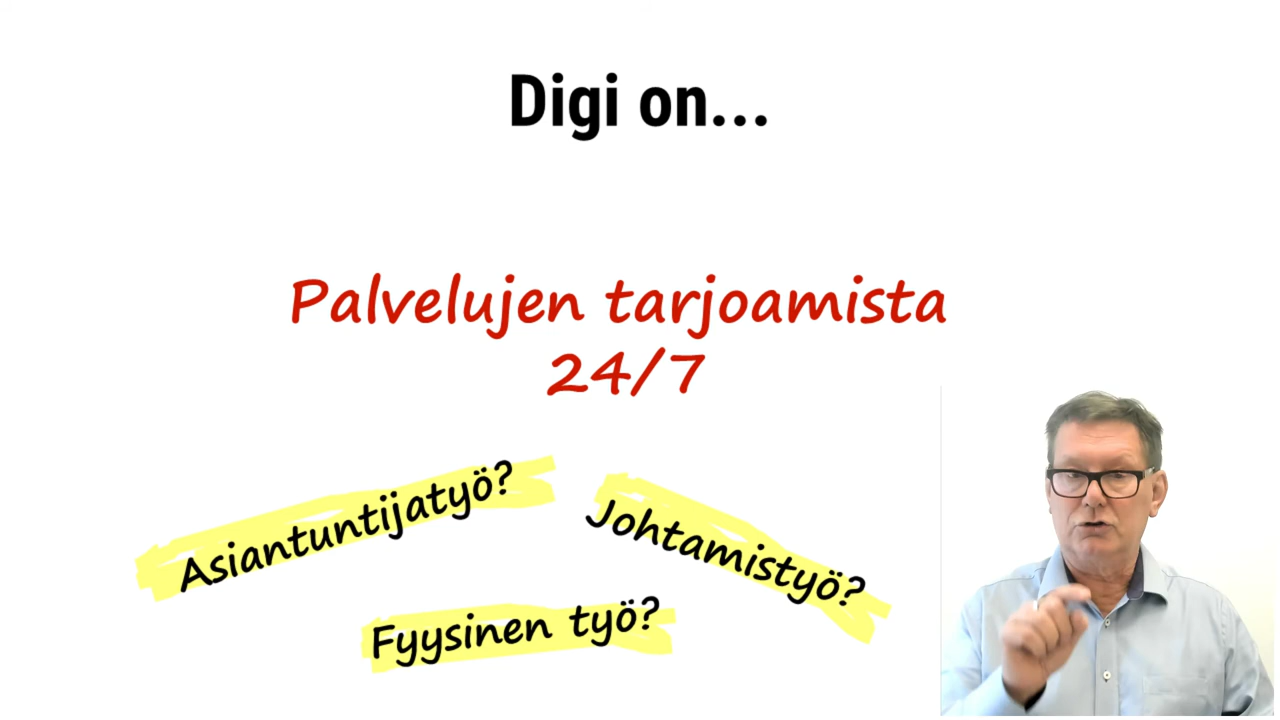 Digi on...
Palvelujen tarjoamista
24/7
Asiantuntijatyö?
Johtamistyö?
Fyysinen työ?